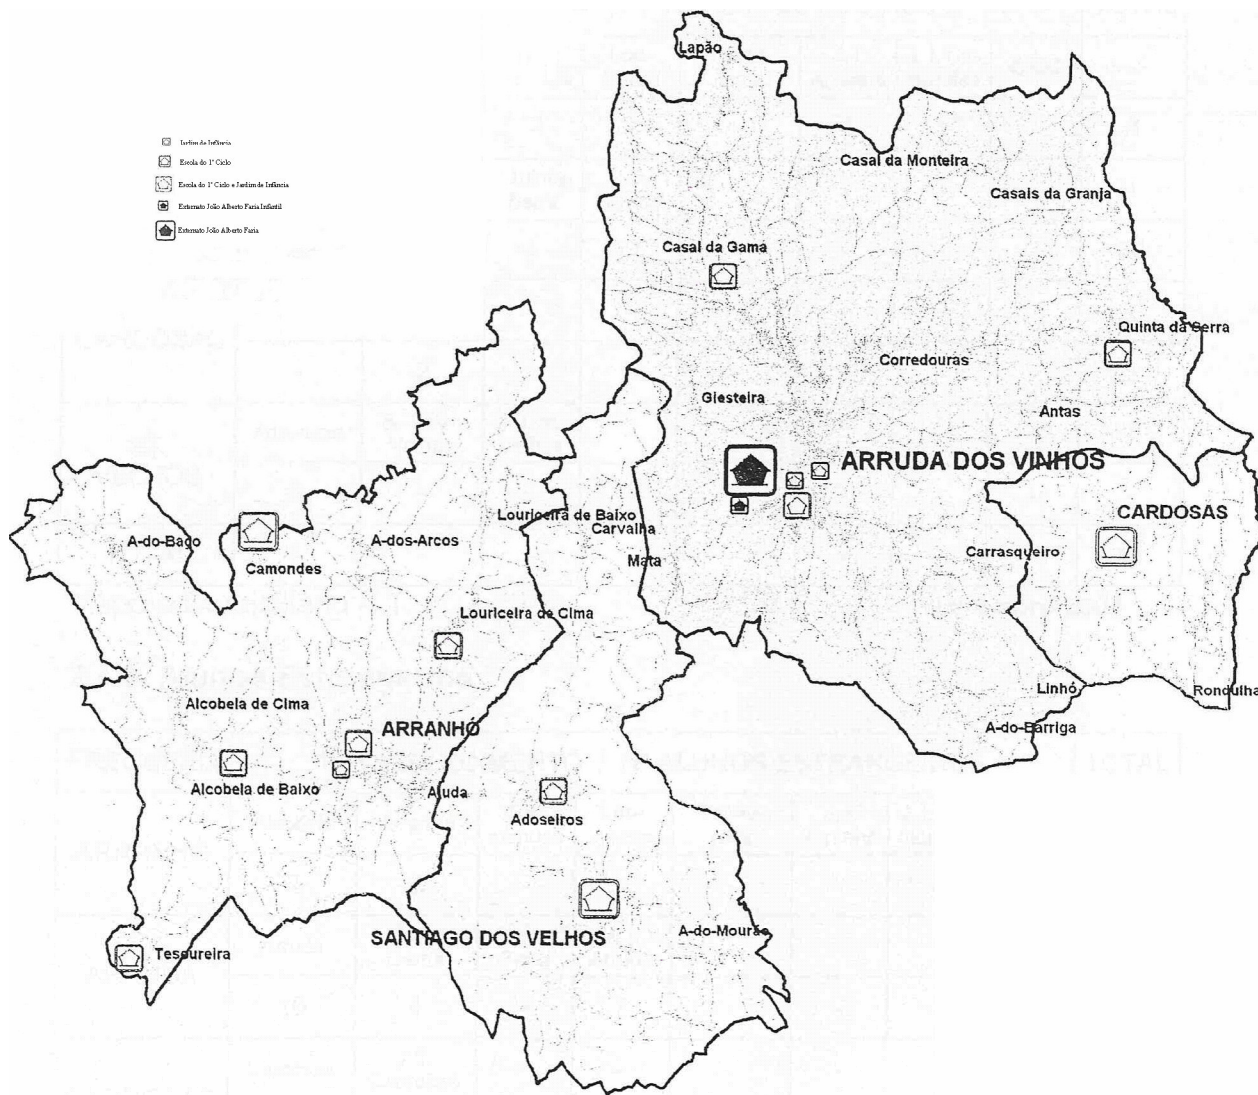 Lapão
Jardim de Infância
Escola do 1º Ciclo
Escola do 1º Ciclo e Jardim de Infância
Externato João Alberto Faria Infantil
Externato João Alberto Faria
Casal da Monteira
Casais da Granja
Casal da Gama
Quinta da Serra
Corredouras
Giesteira
Antas
ARRUDA DOS VINHOS
CARDOSAS
Louriceira de Baixo
Carvalha
A-do-Baço
A-dos-Arcos
Carrasqueiro
Mata
Camondes
Louriceira de Cima
Linhó
Rondulha
Alcobela de Cima
ARRANHÓ
A-do-Barriga
Alcobela de Baixo
Ajuda
Adoseiros
SANTIAGO DOS VELHOS
A-do-Mourão
Tesoureira